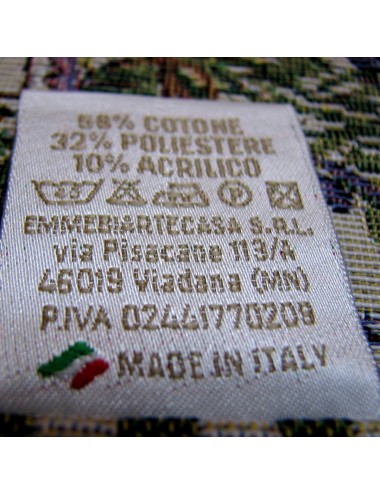 58% COTONE
32% POLIESTERE
10% ACRILICO
EMMEBIARTECASA S.R.L.
via Pisacane 113/A
46019 Viadana (MN)
P.IVA 02441770209
MADE IN ITALY